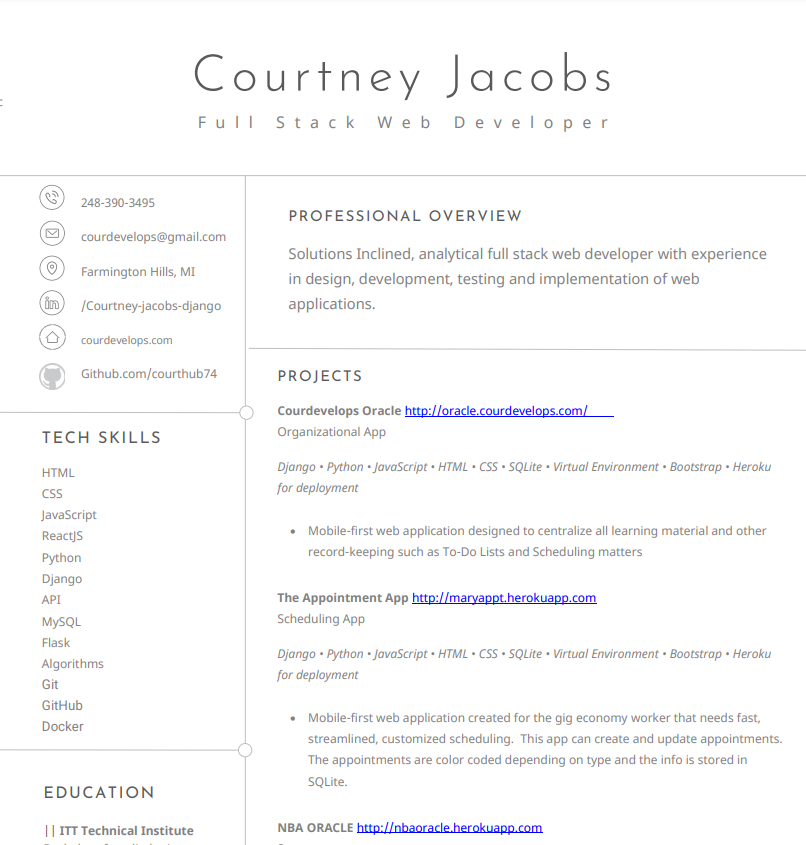 Courtney Jacobs
Full Stack Web Developer
248-390-3495
courdevelops@gmail.com
Farmington Hills, MI
/Courtney-jacobs-django
courdevelops.com
Github.com/courthub74
TECH SKILLS
HTML
CSS
JavaScript
ReactJS
Python
Django
API
MySQL
Flask
Algorithms
Git
GitHub
Docker
EDUCATION
|| ITT Technical Institute
PROFESSIONAL OVERVIEW
Solutions Inclined, analytical full stack web developer with experience
in design, development, testing and implementation of web
applications.
PROJECTS
Courdevelops Oracle http://oracle.courdevelops.com/
Organizational App
Django • Python • JavaScript • HTML • CSS • SQLite • Virtual Environment • Bootstrap • Heroku
for deployment
• Mobile-first web application designed to centralize all learning material and other
record-keeping such as To-Do Lists and Scheduling matters
The Appointment App http://maryappt.herokuapp.com
Scheduling App
Django • Python • JavaScript • HTML • CSS • SQLite • Virtual Environment • Bootstrap • Heroku
for deployment
• Mobile-first web application created for the gig economy worker that needs fast,
streamlined, customized scheduling.  This app can create and update appointments.
The appointments are color coded depending on type and the info is stored in
SQLite.
NBA ORACLE http://nbaoracle.herokuapp.com